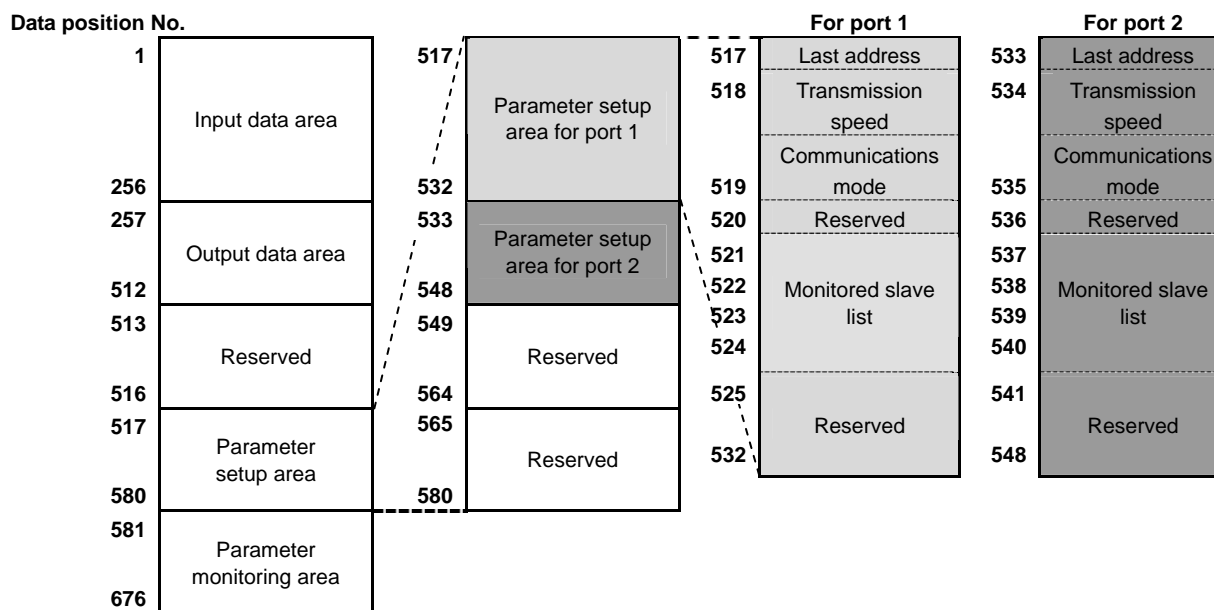 Data position No.
For port 1
For port 2
1
Input data area
256
257
Output data area
512
513
Reserved
516
517
Parameter
setup area
580
581
Parameter
monitoring area
676
517
Parameter setup
area for port 1
532
533
Parameter setup
area for port 2
548
549
Reserved
564
565
Reserved
580
517
Last address
518
Transmission
speed
Communications
519
mode
520
Reserved
521
522
Monitored slave
list
523
524
525
Reserved
532
533
Last address
534
Transmission
speed
Communications
535
mode
536
Reserved
537
538
Monitored slave
list
539
540
541
Reserved
548